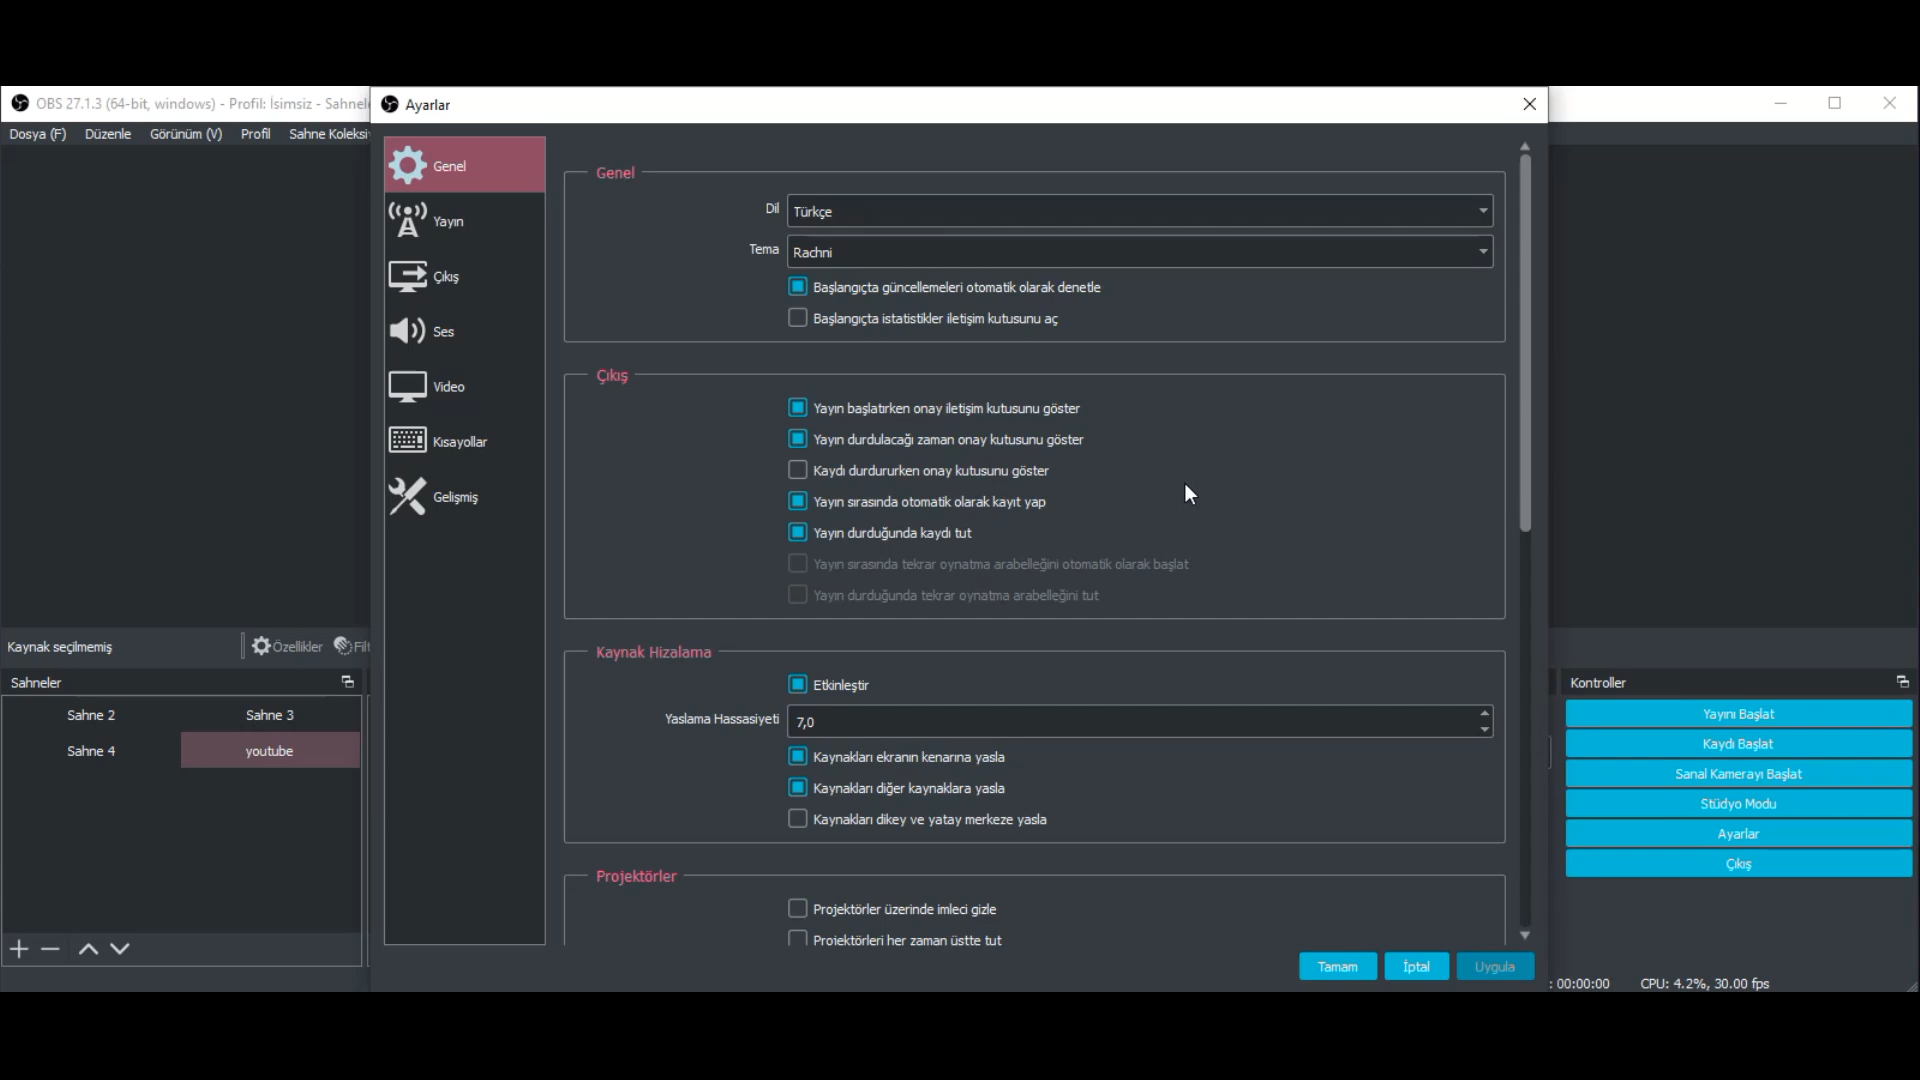 OBS 27.1.3 (64-bit, windows) - Profil: İsimsiz - Sahnele
Ayarlar
Dosya (F) Düzenle Görünüm (V) Profil Sahne Koleksi
Genel
Yayın
Çıkış
Ses
Video
Kısayollar
Gelişmiş
Genel
Dil Türkçe
Tema Rachni
Başlangıçta güncellemeleri otomatik olarak denetle
Başlangıçta istatistikler iletişim kutusunu aç
Çıkış
Yayın başlatırken onay iletişim kutusunu göster
Yayın durdulacağı zaman onay kutusunu göster
Kaydı durdururken onay kutusunu göster
Yayın sırasında otomatik olarak kayıt yap
Yayın durduğunda kaydı tut
Yayın sırasında tekrar oynatma arabelleğini otomatik olarak başlat
Yayın durduğunda tekrar oynatma arabelleğini tut
Kaynak Hizalama
Etkinleştir
Yaslama Hassasiyeti 7,0
Kaynakları ekranın kenarına yasla
Kaynakları diğer kaynaklara yasla
Kaynakları dikey ve yatay merkeze yasla
Projektörler
Projektörler üzerinde imleci gizle
Projektörleri her zaman üstte tut
Tamam İptal Uygula
Kaynak seçilmemiş Özellikler Filt
Sahneler
Sahne 2 Sahne 3
Sahne 4 youtube
Kontroller
Yayını Başlat
Kaydı Başlat
Sanal Kamerayı Başlat
Stüdyo Modu
Ayarlar
Çıkış
: 00:00:00 CPU: 4.2%, 30.00 fps